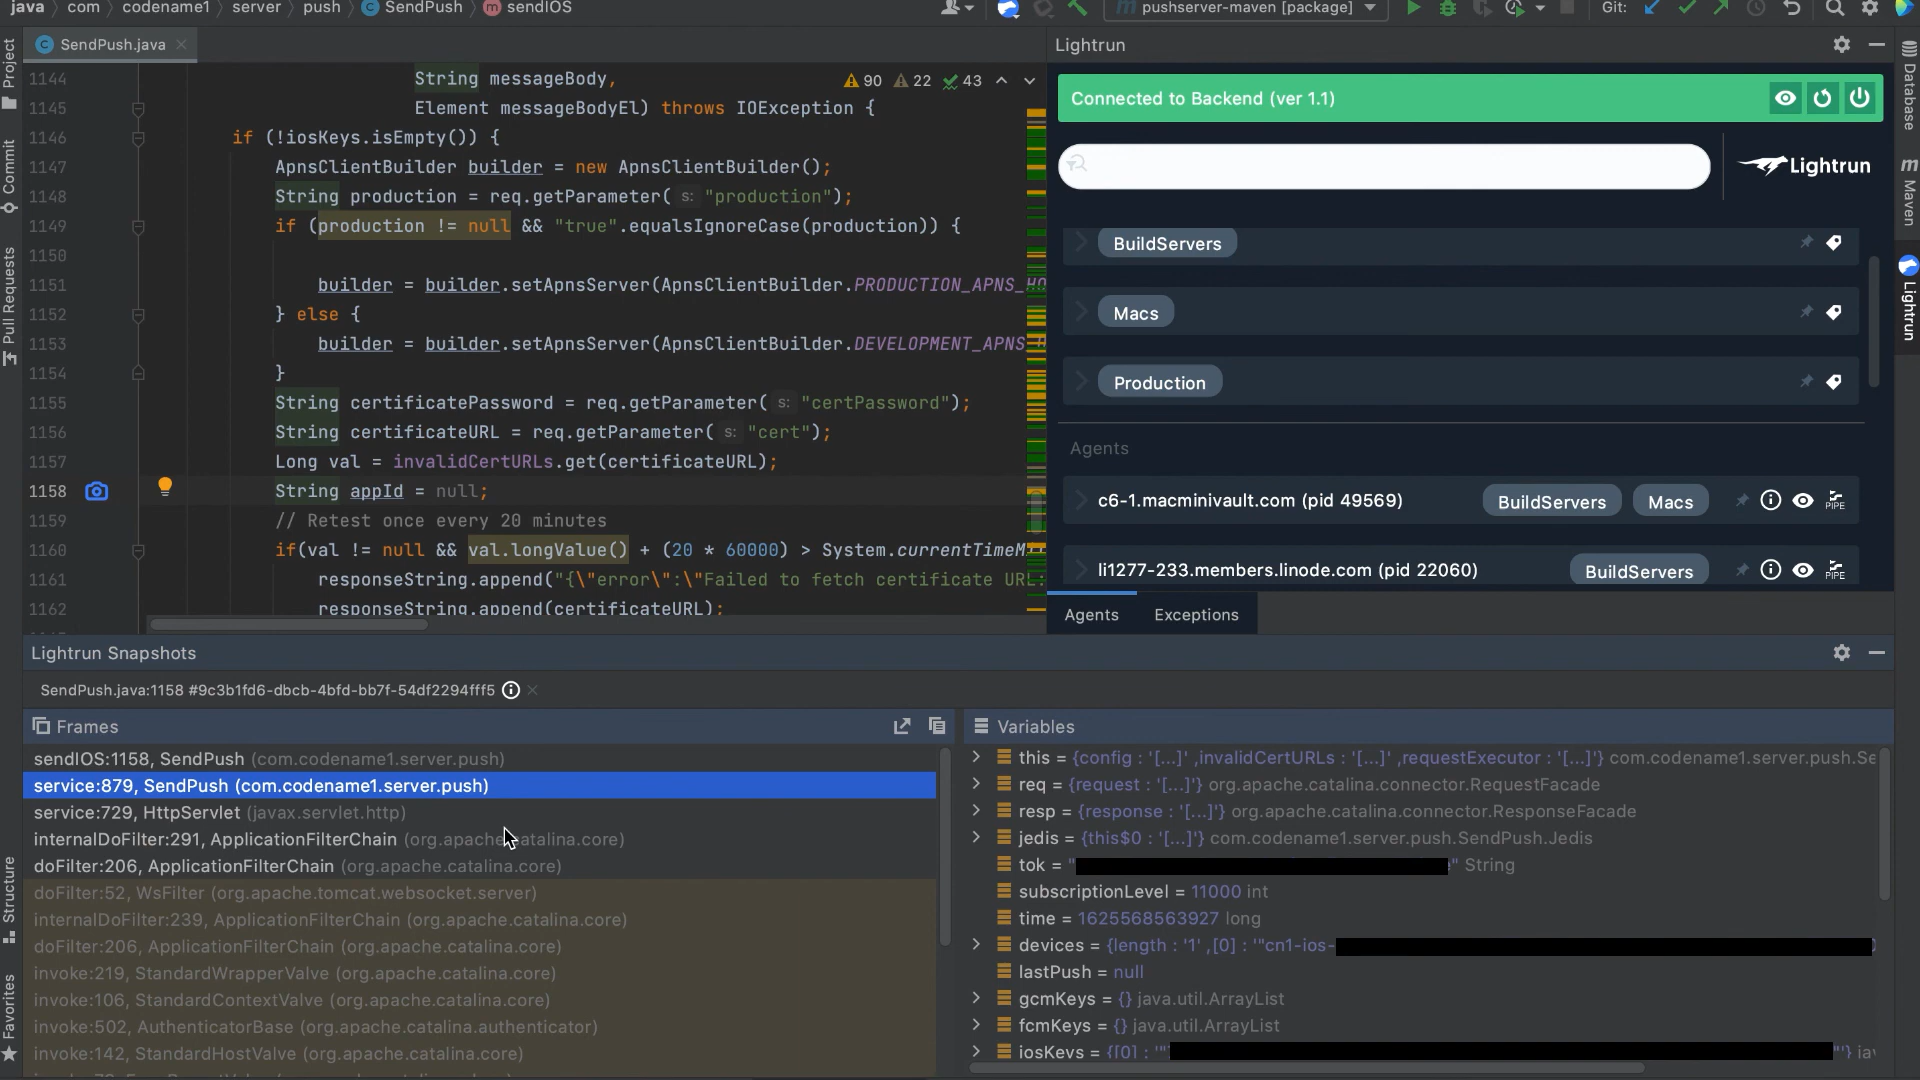 java > com > codename1 > server > push > SendPush > sendIOS
pushserver-maven [package]
Git:
SendPush.java
Project
Commit
Pull Requests
Structure
Favorites
90 22 43
1144 String messageBody,
1145 Element messageBodyEl) throws IOException {
1146 if (!iosKeys.isEmpty()) {
1147 ApnsClientBuilder builder = new ApnsClientBuilder();
1148 String production = req.getParameter( s: "production");
1149 if (production != null && "true".equalsIgnoreCase(production)) {
1150
1151 builder = builder.setApnsServer(ApnsClientBuilder.PRODUCTION_APNS_HO
1152 } else {
1153 builder = builder.setApnsServer(ApnsClientBuilder.DEVELOPMENT_APNS_
1154 }
1155 String certificatePassword = req.getParameter( s: "certPassword");
1156 String certificateURL = req.getParameter( s: "cert");
1157 Long val = invalidCertURLs.get(certificateURL);
1158 String appId = null;
1159 // Retest once every 20 minutes
1160 if(val != null && val.longValue() + (20 * 60000) > System.currentTimeM
1161 responseString.append("{\"error\":\"Failed to fetch certificate URL:
1162 responseString.append(certificateURL);
Lightrun
Connected to Backend (ver 1.1)
Lightrun
BuildServers
Macs
Production
Agents
c6-1.macminivault.com (pid 49569) BuildServers Macs PIPE
li1277-233.members.linode.com (pid 22060) BuildServers PIPE
Agents Exceptions
Database
Maven
Lightrun
Lightrun Snapshots
SendPush.java:1158 #9c3b1fd6-dbcb-4bfd-bb7f-54df2294fff5
Frames
sendIOS:1158, SendPush (com.codename1.server.push)
service:879, SendPush (com.codename1.server.push)
service:729, HttpServlet (javax.servlet.http)
internalDoFilter:291, ApplicationFilterChain (org.apache.catalina.core)
doFilter:206, ApplicationFilterChain (org.apache.catalina.core)
doFilter:52, WsFilter (org.apache.tomcat.websocket.server)
internalDoFilter:239, ApplicationFilterChain (org.apache.catalina.core)
doFilter:206, ApplicationFilterChain (org.apache.catalina.core)
invoke:219, StandardWrapperValve (org.apache.catalina.core)
invoke:106, StandardContextValve (org.apache.catalina.core)
invoke:502, AuthenticatorBase (org.apache.catalina.authenticator)
invoke:142, StandardHostValve (org.apache.catalina.core)
Variables
this = {config : '[...]' ,invalidCertURLs : '[...]' ,requestExecutor : '[...]'} com.codename1.server.push.Se
req = {request : '[...]'} org.apache.catalina.connector.RequestFacade
resp = {response : '[...]'} org.apache.catalina.connector.ResponseFacade
jedis = {this$0 : '[...]'} com.codename1.server.push.SendPush.Jedis
tok = " " String
subscriptionLevel = 11000 int
time = 1625568563927 long
devices = {length : '1' ,[0] : '"cn1-ios-
lastPush = null
gcmKeys = {} java.util.ArrayList
fcmKeys = {} java.util.ArrayList
iosKeys = {[0] : '" "'}